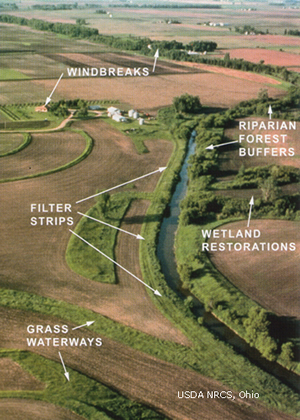 WINDBREAKS
RIPARIAN
FOREST
BUFFERS
FILTER
STRIPS
WETLAND
RESTORATIONS
GRASS
WATERWAYS
USDA NRCS, Ohio